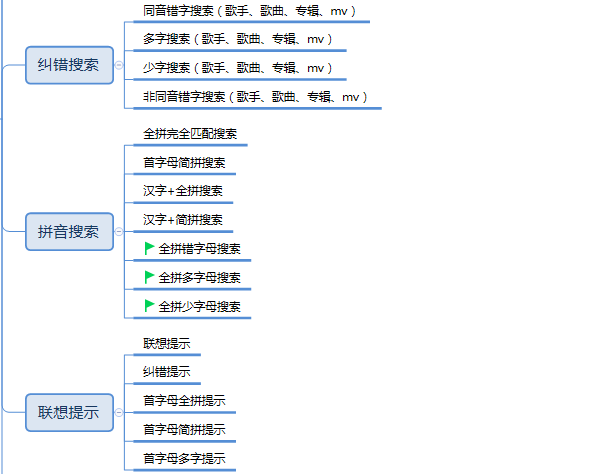 纠错搜索
同音错字搜索（歌手、歌曲、专辑、mv）
多字搜索（歌手、歌曲、专辑、mv）
少字搜索（歌手、歌曲、专辑、mv）
非同音错字搜索（歌手、歌曲、专辑、mv）
拼音搜索
全拼完全匹配搜索
首字母简拼搜索
汉字+全拼搜索
汉字+简拼搜索
全拼错字母搜索
全拼多字母搜索
全拼少字母搜索
联想提示
联想提示
纠错提示
首字母全拼提示
首字母简拼提示
首字母多字提示